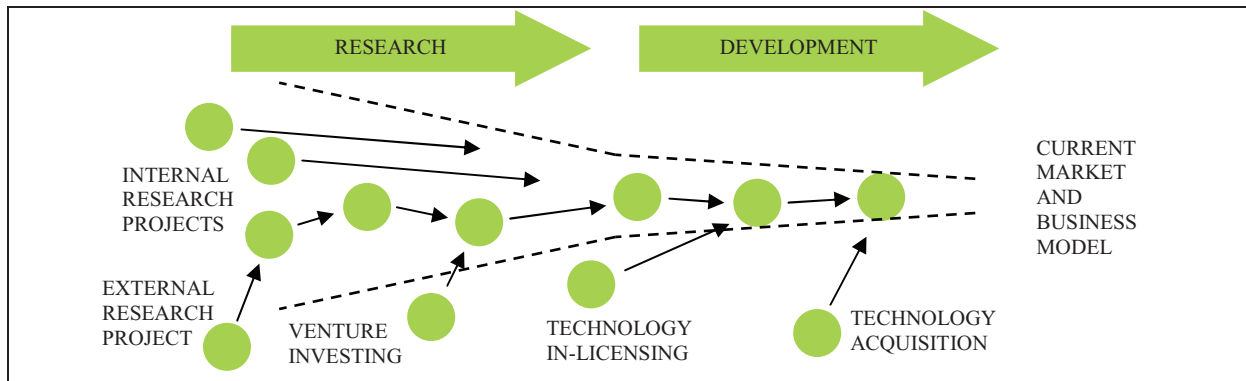 RESEARCH
DEVELOPMENT
INTERNAL
RESEARCH
PROJECTS
EXTERNAL
RESEARCH
PROJECT
VENTURE
INVESTING
TECHNOLOGY
IN-LICENSING
TECHNOLOGY
ACQUISITION
CURRENT
MARKET
AND
BUSINESS
MODEL